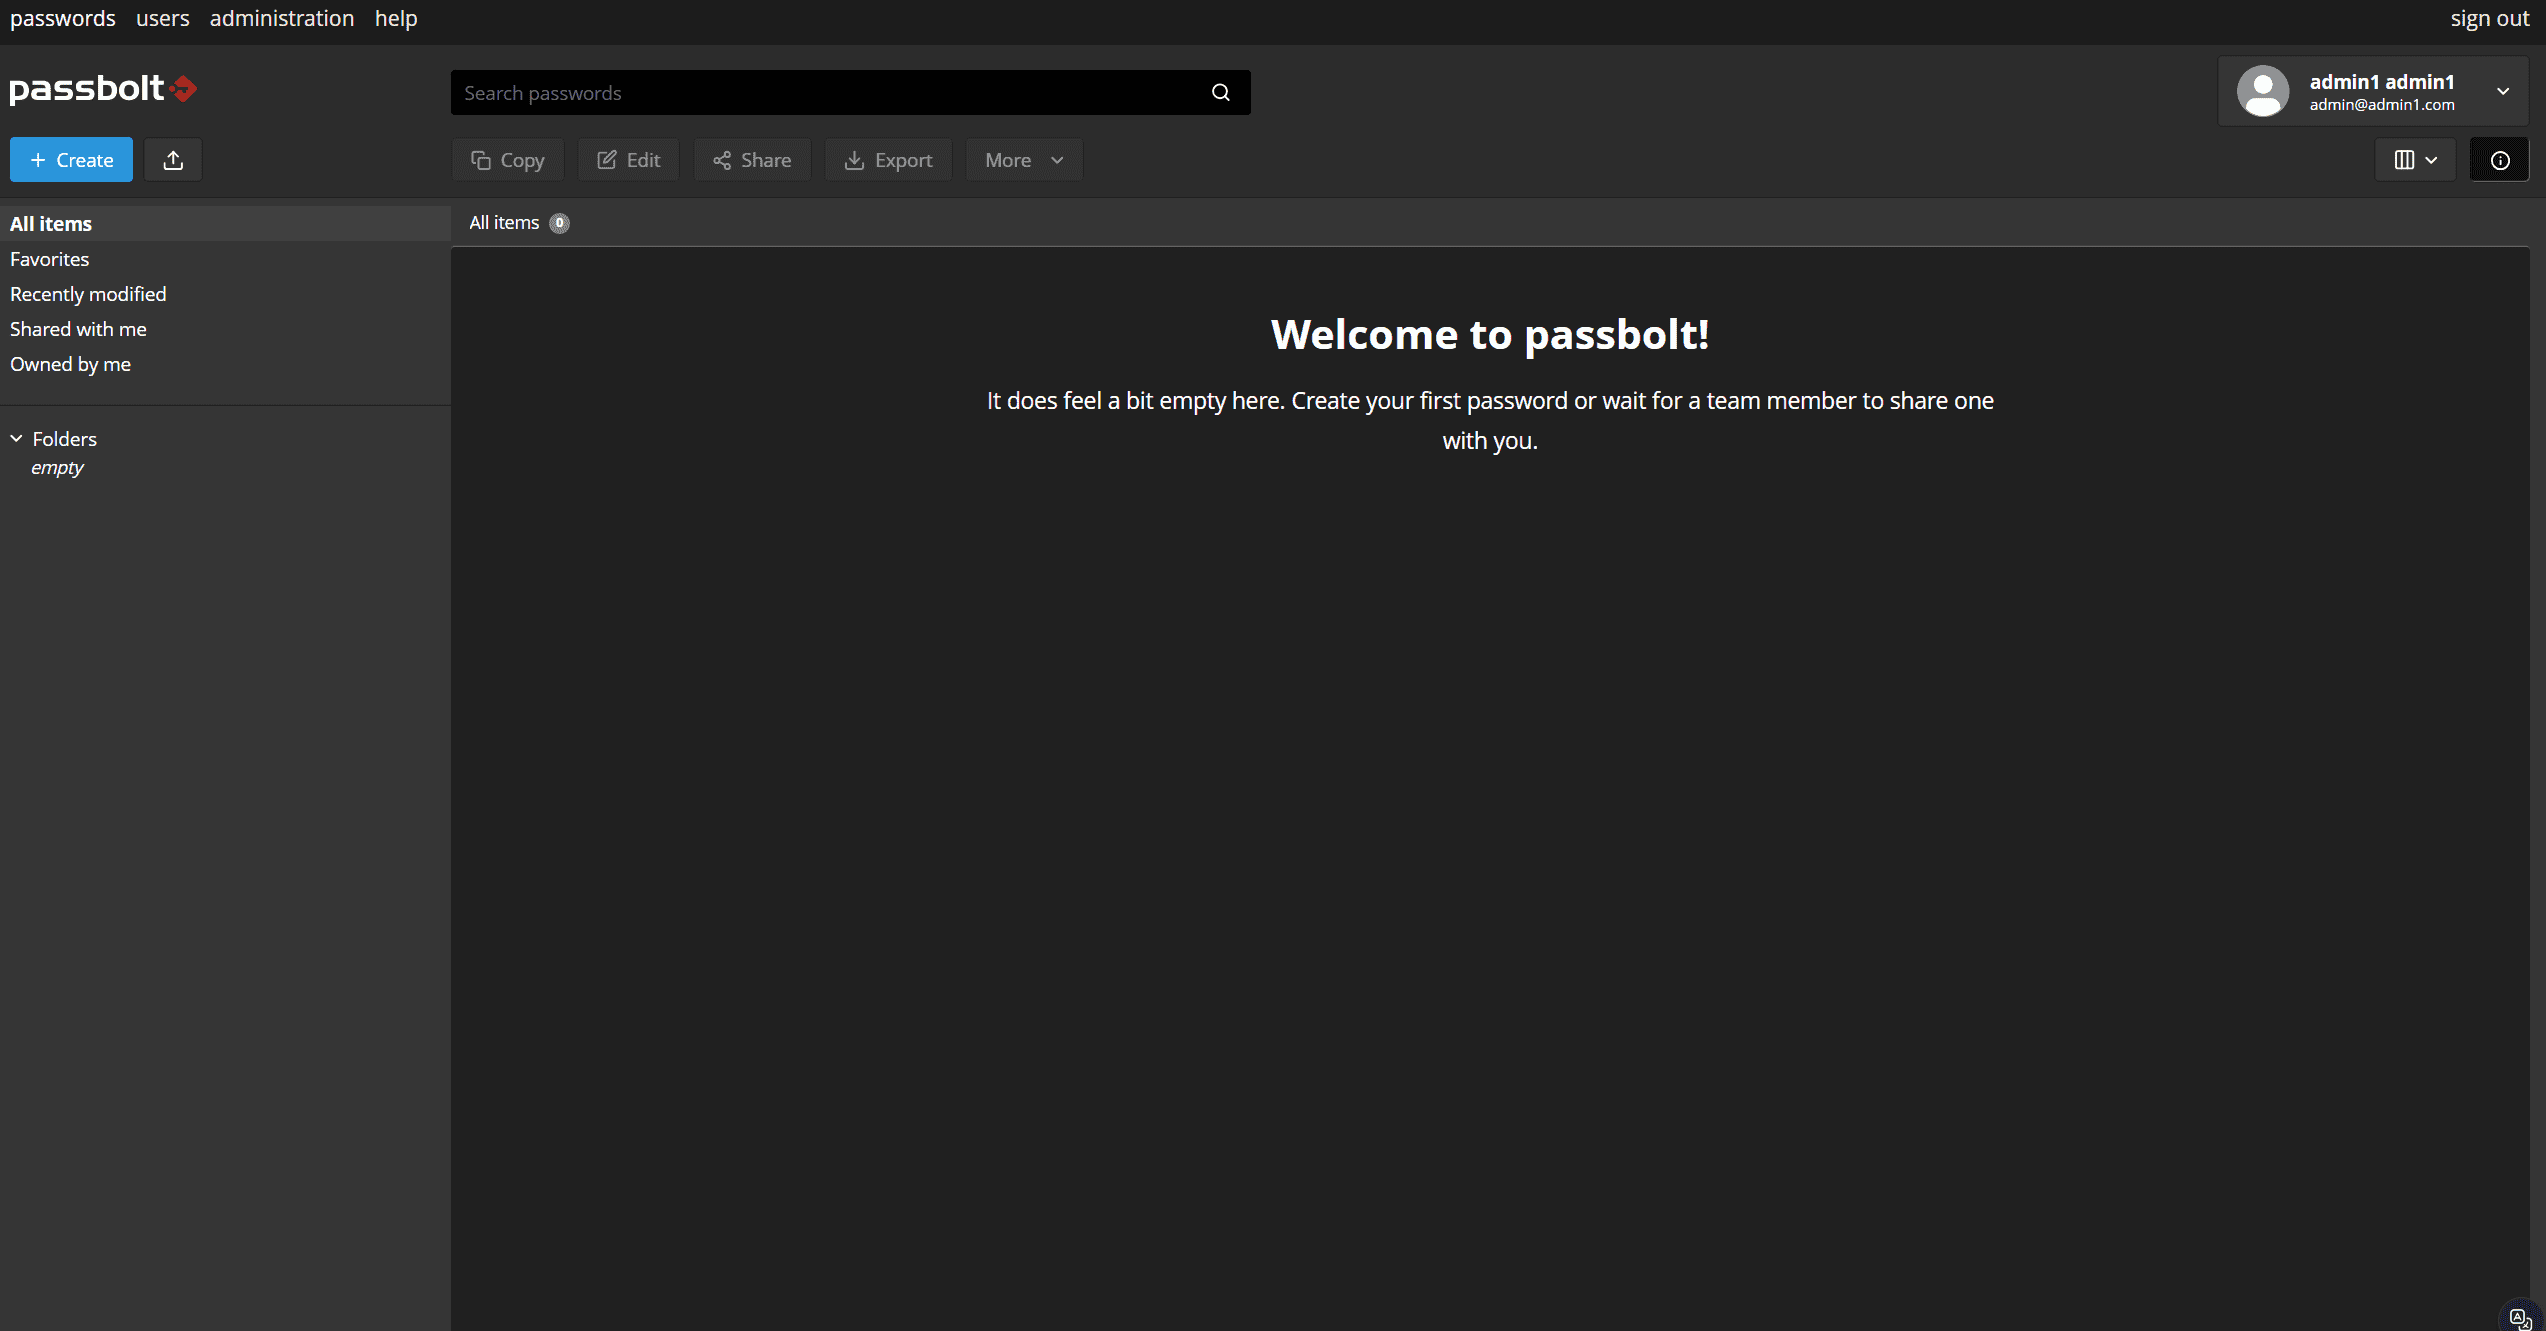 passwords users administration help sign out
passbolt
Search passwords
admin1 admin1
admin@admin1.com
+ Create
Copy Edit Share Export More
All items
Favorites
Recently modified
Shared with me
Owned by me
Folders
empty
All items 0
Welcome to passbolt!
It does feel a bit empty here. Create your first password or wait for a team member to share one
with you.